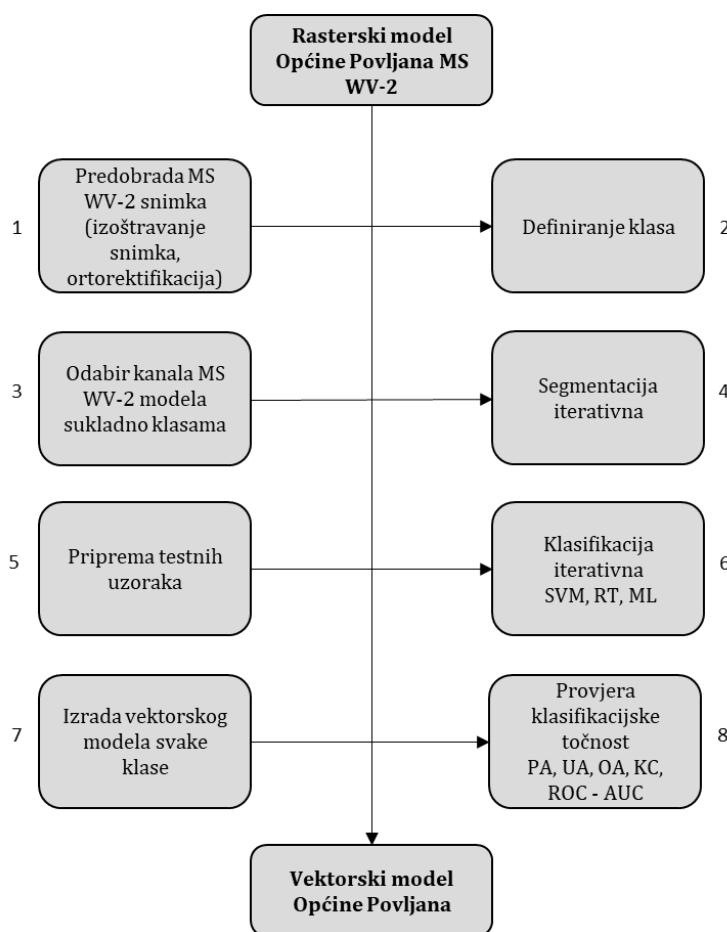 Rasterski model
Općine Povljana MS
WV-2
1
Predobrada MS
WV-2 snimka
(izoštravanje
snimka,
ortorektifikacija)
Definiranje klasa
2
3
Odabir kanala MS
WV-2 modela
sukladno klasama
Segmentacija
iterativna
4
5
Priprema testnih
uzoraka
Klasifikacija
iterativna
SVM, RT, ML
6
7
Izrada vektorskog
modela svake
klase
Provjera
klasifikacijske
točnost
PA, UA, OA, KC,
ROC - AUC
8
Vektorski model
Općine Povljana